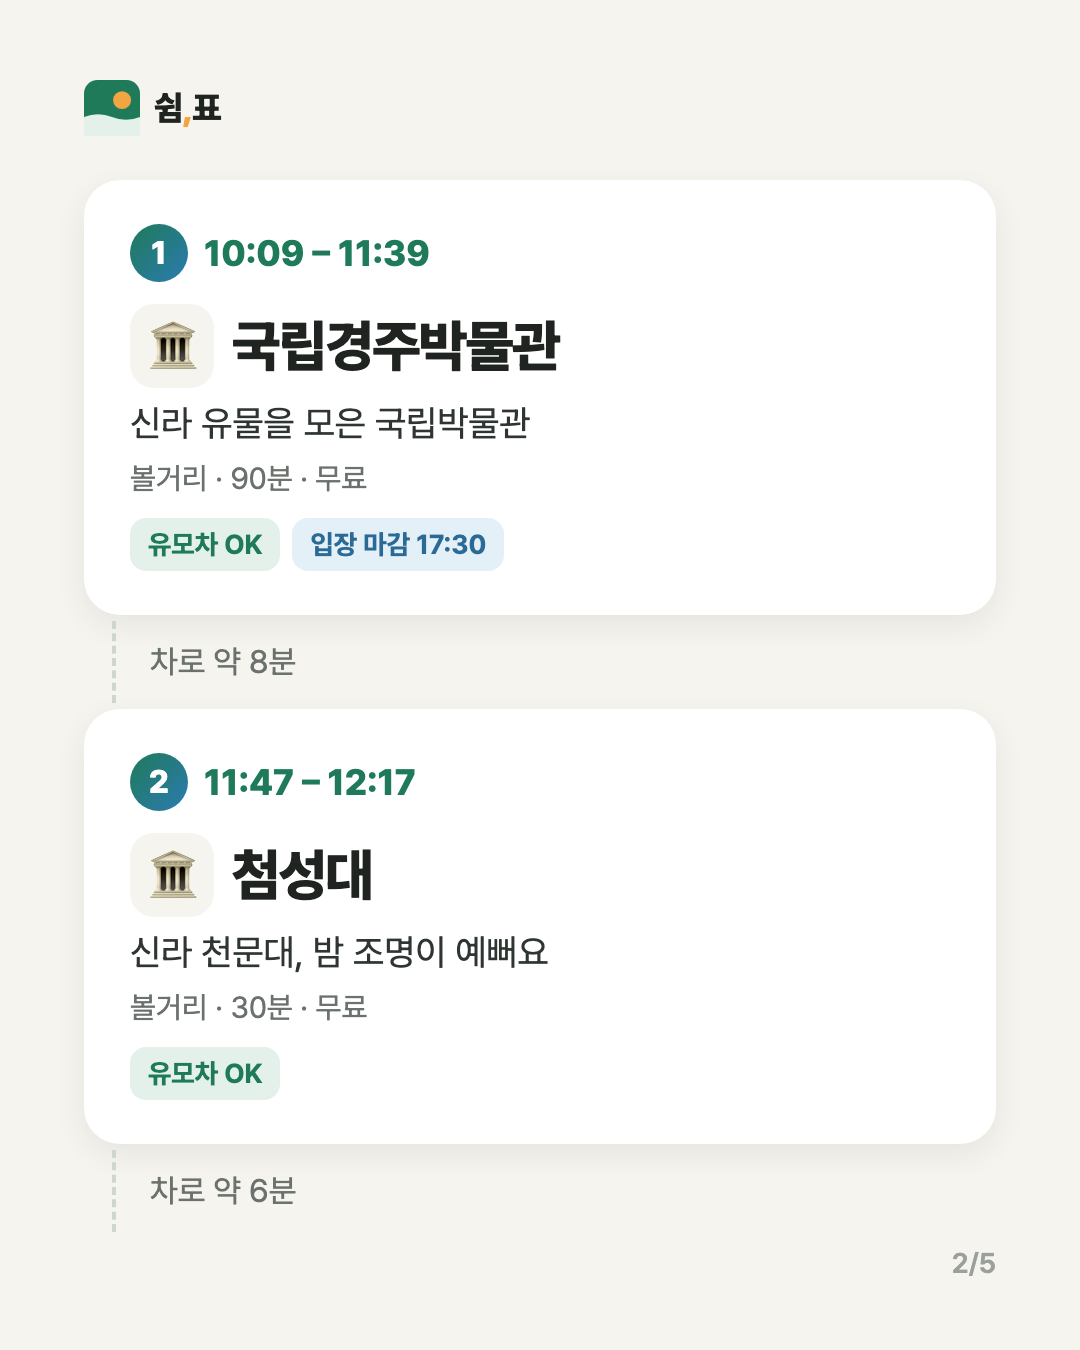 쉼,표
1 10:09 – 11:39
국립경주박물관
신라 유물을 모은 국립박물관
볼거리 · 90분 · 무료
유모차 OK 입장 마감 17:30
차로 약 8분
2 11:47 – 12:17
첨성대
신라 천문대, 밤 조명이 예뻐요
볼거리 · 30분 · 무료
유모차 OK
차로 약 6분
2/5